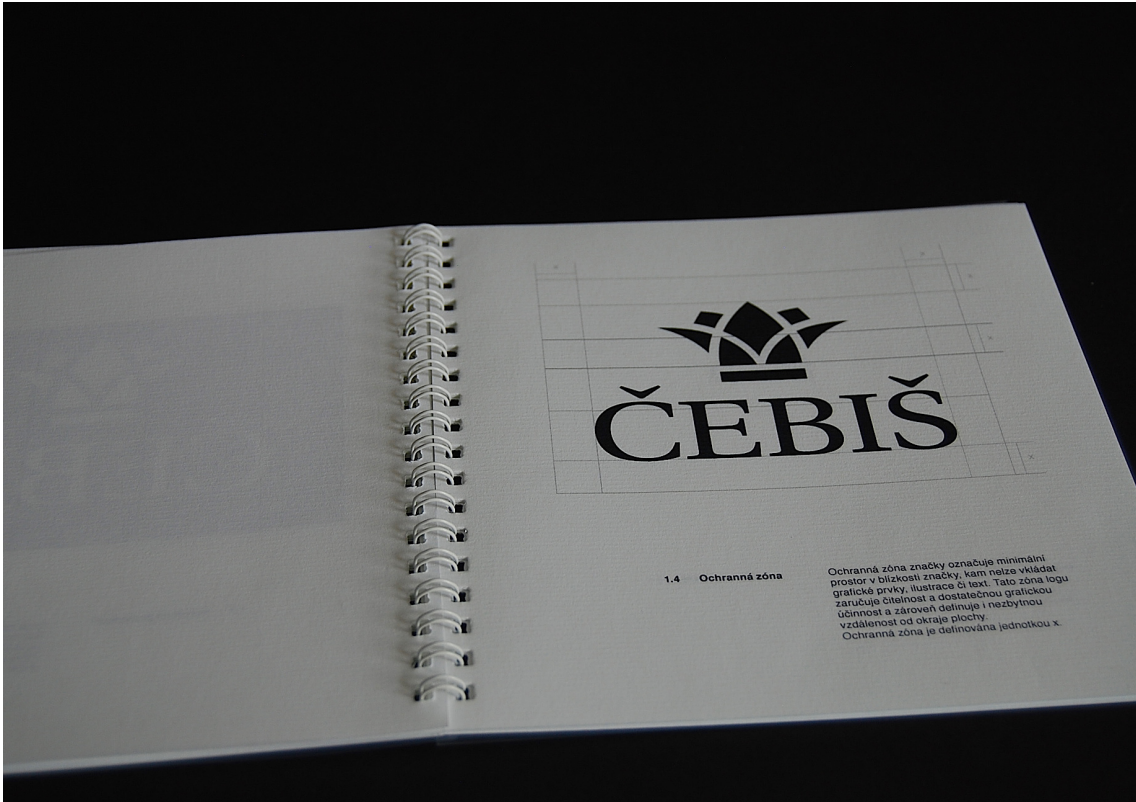 ČEBIŠ
1.4 Ochranná zóna
Ochranná zóna značky označuje minimální
prostor v blízkosti značky, kam nelze vkládat
grafické prvky, ilustrace či text. Tato zóna logu
zaručuje čitelnost a dostatečnou grafickou
účinnost a zároveň definuje i nezbytnou
vzdálenost od okraje plochy.
Ochranná zóna je definována jednotkou x.